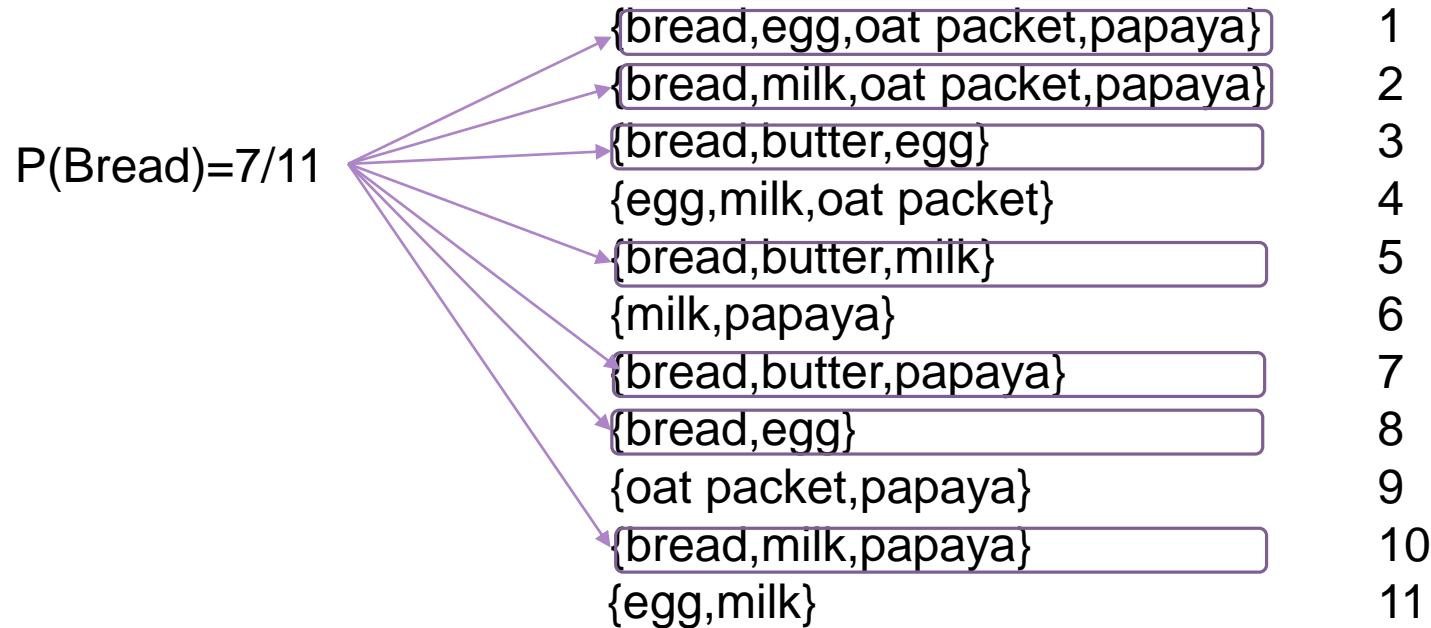 {bread,egg,oat packet,papaya} 1
{bread,milk,oat packet,papaya} 2
{bread,butter,egg} 3
P(Bread)=7/11
{egg,milk,oat packet} 4
{bread,butter,milk} 5
{milk,papaya} 6
{bread,butter,papaya} 7
{bread,egg} 8
{oat packet,papaya} 9
{bread,milk,papaya} 10
{egg,milk} 11